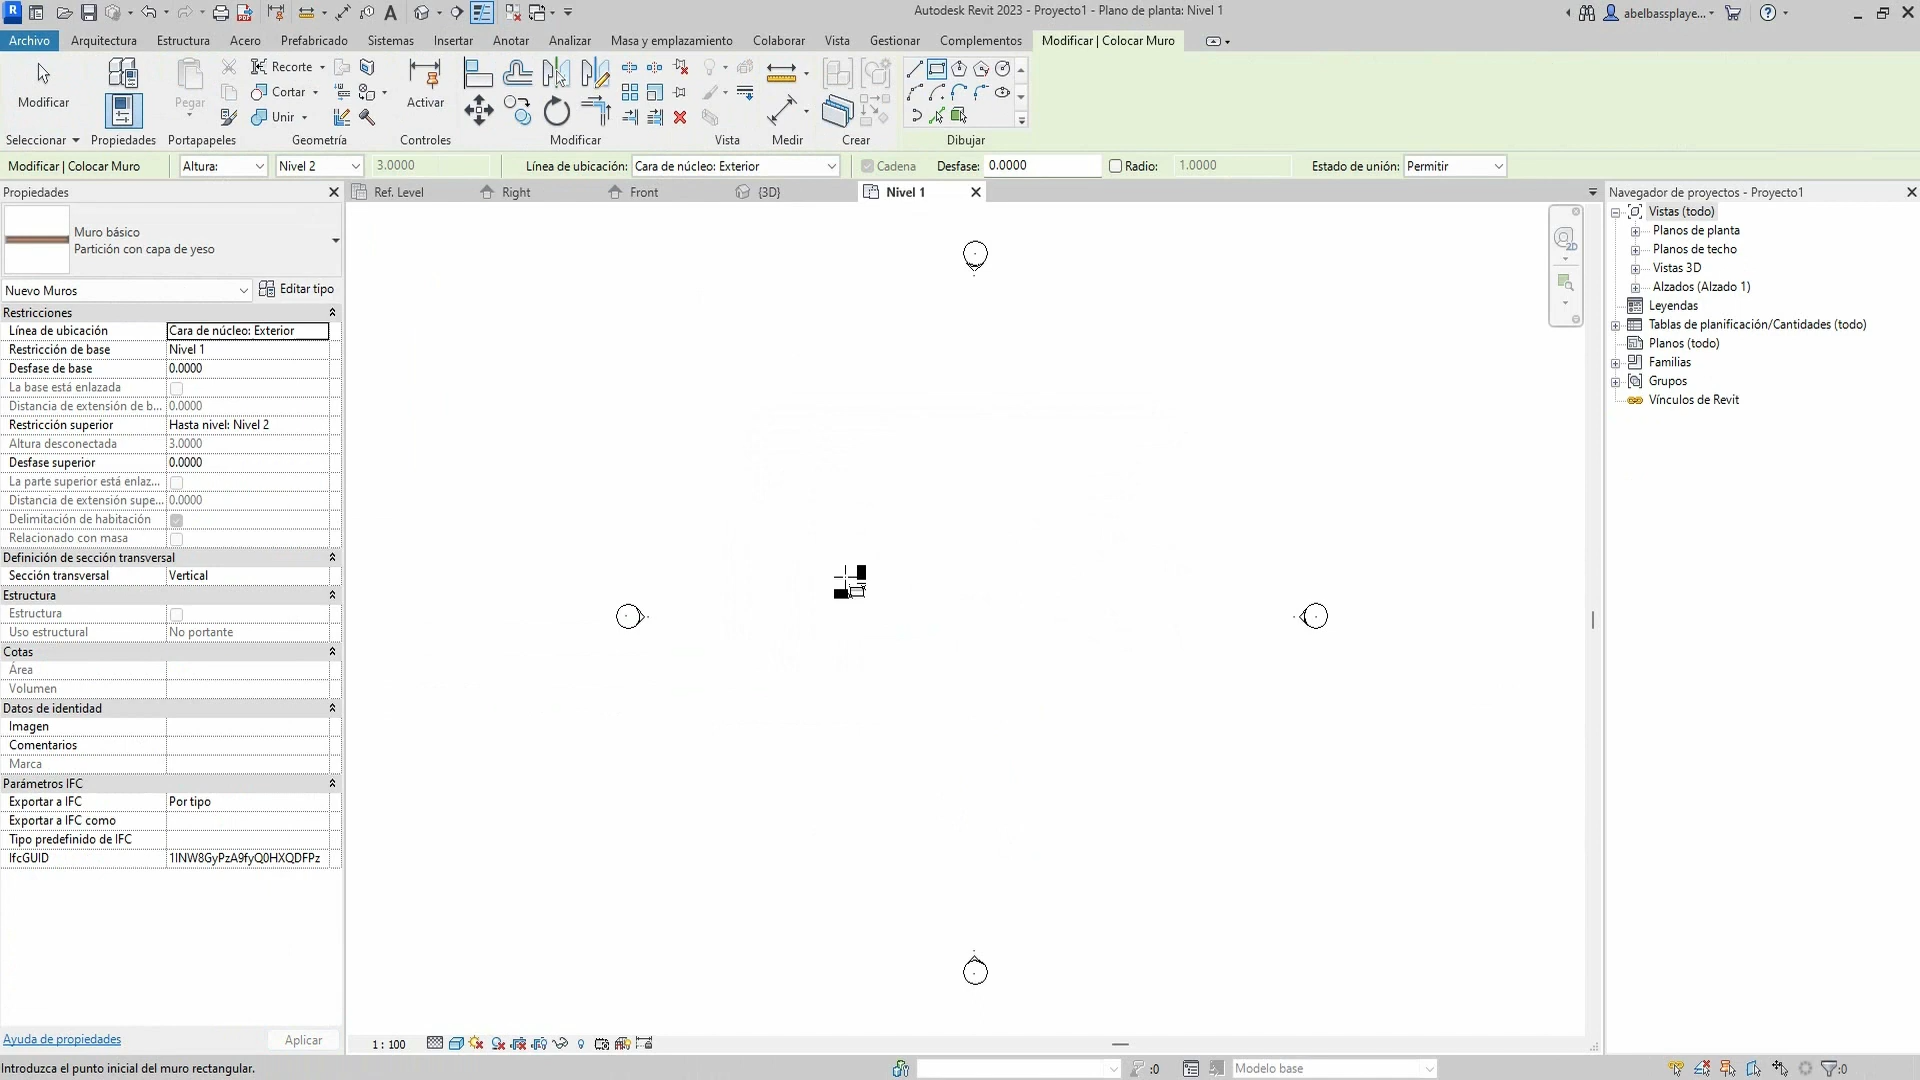 Autodesk Revit 2023 - Proyecto1 - Plano de planta: Nivel 1
abelbassplaye...
Archivo
Arquitectura
Estructura
Acero
Prefabricado
Sistemas
Insertar
Anotar
Analizar
Masa y emplazamiento
Colaborar
Vista
Gestionar
Complementos
Modificar | Colocar Muro
Modificar
Pegar
Recorte
Cortar
Unir
Activar
Seleccionar
Propiedades
Portapapeles
Geometría
Controles
Modificar
Vista
Medir
Crear
Dibujar
Modificar | Colocar Muro
Altura:
Nivel 2
3.0000
Línea de ubicación:
Cara de núcleo: Exterior
Cadena
Desfase:
0.0000
Radio:
1.0000
Estado de unión:
Permitir
Propiedades
Ref. Level
Right
Front
{3D}
Nivel 1
Navegador de proyectos - Proyecto1
Muro básico
Partición con capa de yeso
Nuevo Muros
Editar tipo
Restricciones
Línea de ubicación
Cara de núcleo: Exterior
Restricción de base
Nivel 1
Desfase de base
0.0000
La base está enlazada
Distancia de extensión de b...
0.0000
Restricción superior
Hasta nivel: Nivel 2
Altura desconectada
3.0000
Desfase superior
0.0000
La parte superior está enlaz...
Distancia de extensión supe...
0.0000
Delimitación de habitación
Relacionado con masa
Definición de sección transversal
Sección transversal
Vertical
Estructura
Estructura
Uso estructural
No portante
Cotas
Área
Volumen
Datos de identidad
Imagen
Comentarios
Marca
Parámetros IFC
Exportar a IFC
Por tipo
Exportar a IFC como
Tipo predefinido de IFC
IfcGUID
1INW8GyPzA9fyQ0HXQDFPz
Ayuda de propiedades
Aplicar
2D
Vistas (todo)
Planos de planta
Planos de techo
Vistas 3D
Alzados (Alzado 1)
Leyendas
Tablas de planificación/Cantidades (todo)
Planos (todo)
Familias
Grupos
Vínculos de Revit
1 : 100
Introduzca el punto inicial del muro rectangular.
:0
Modelo base
:0